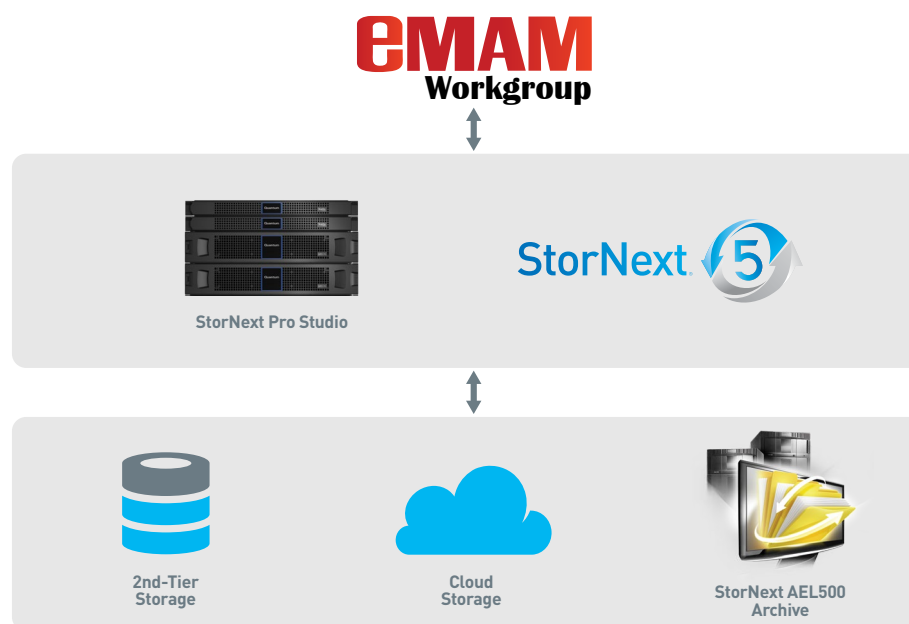 eMAM
Workgroup
StorNext Pro Studio
StorNext 5
2nd-Tier
Storage
Cloud
Storage
StorNext AEL500
Archive